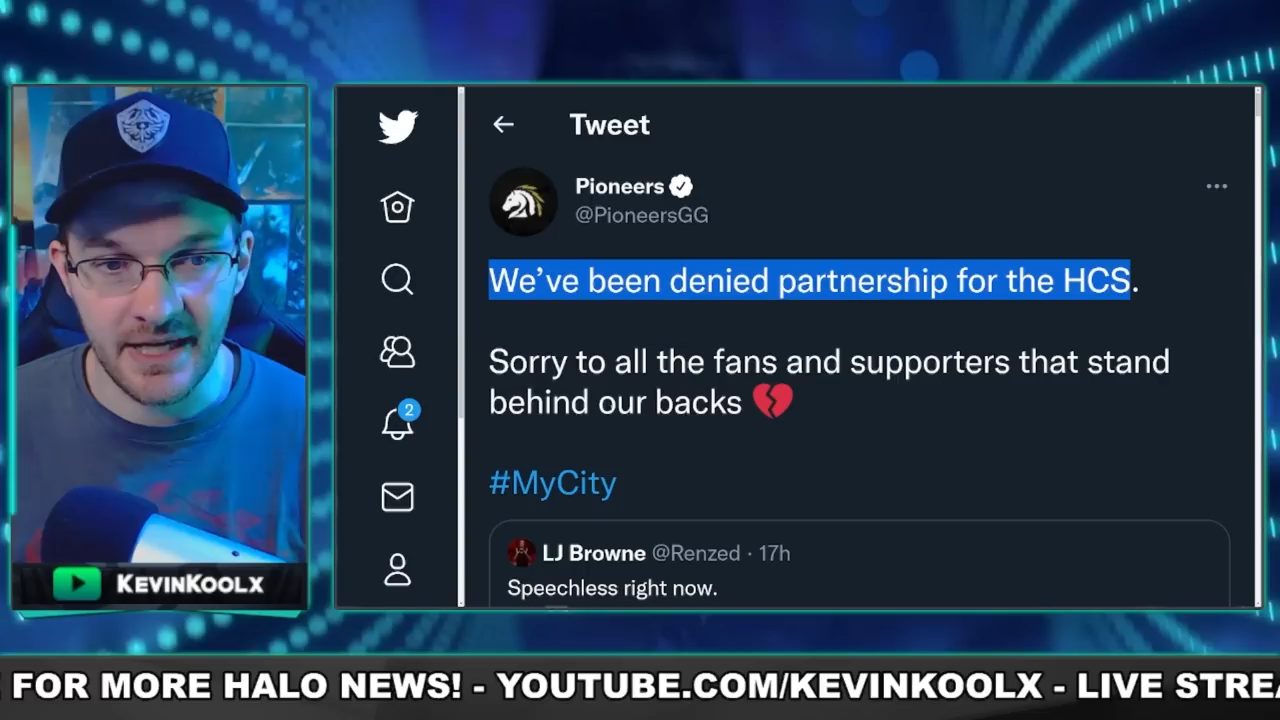 Tweet
Pioneers
@PioneersGG
We've been denied partnership for the HCS.
Sorry to all the fans and supporters that stand
behind our backs 💔
#MyCity
2
LJ Browne @Renzed · 17h
Speechless right now.
KEVINKOOLX
FOR MORE HALO NEWS! - YOUTUBE.COM/KEVINKOOLX - LIVE